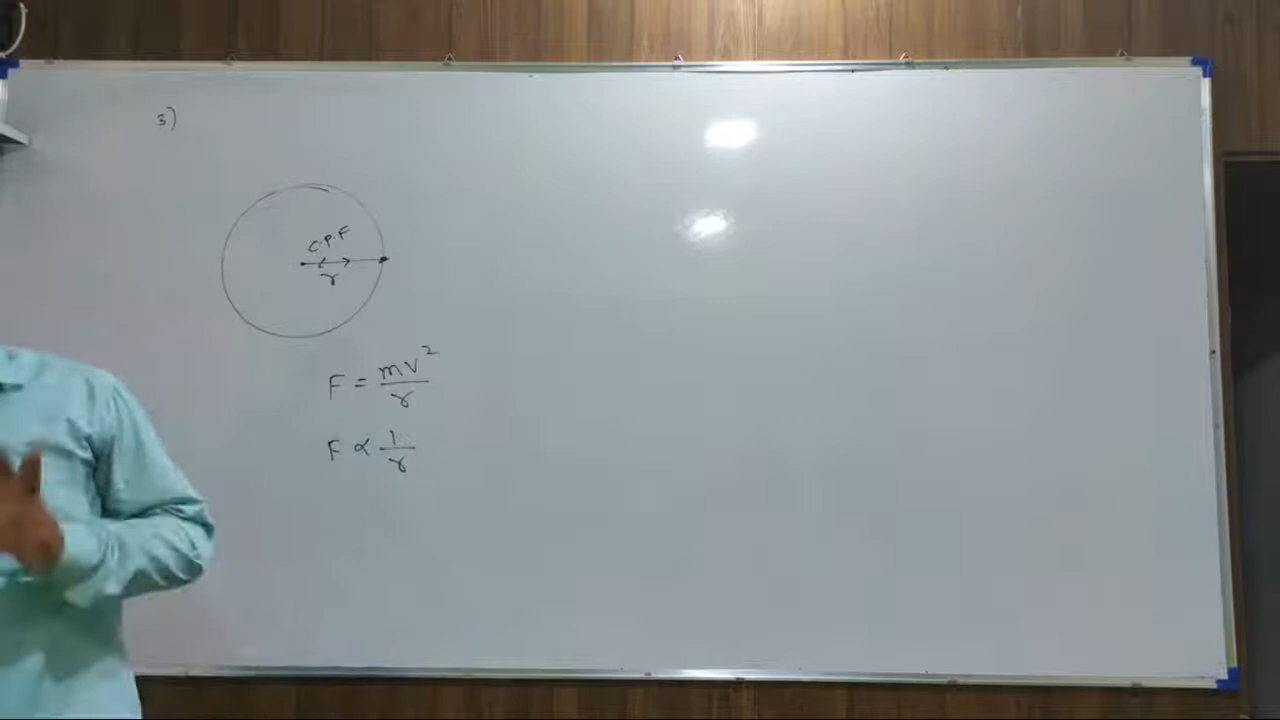 3)
C.P.F
r
F = mv²/r
F ∝ 1/r